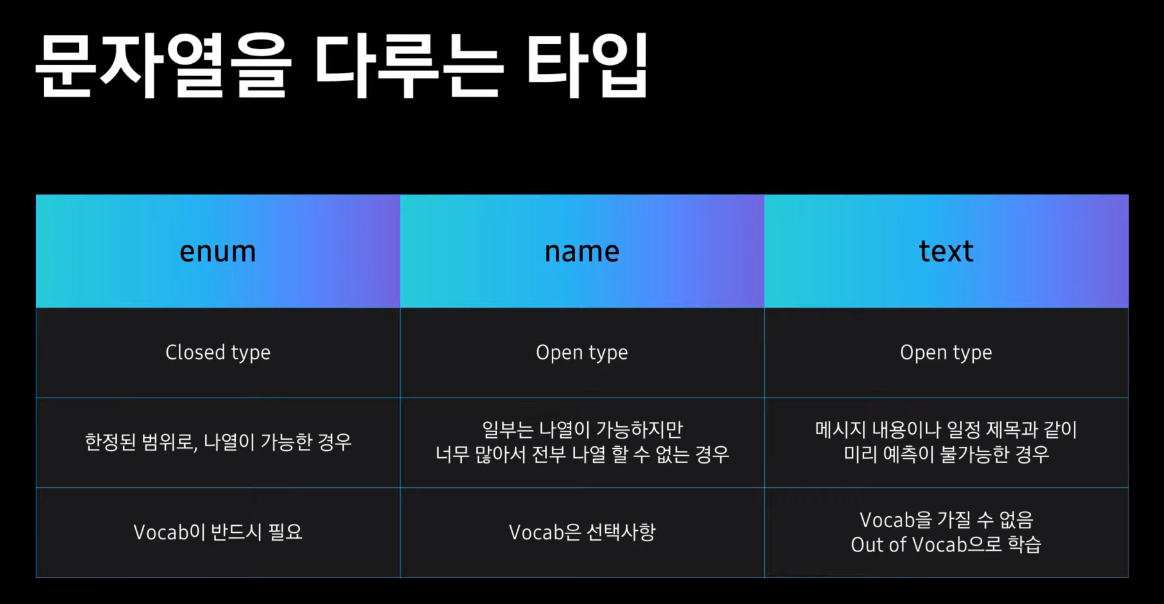 문자열을 다루는 타입
enum
name
text
Closed type
Open type
Open type
한정된 범위로, 나열이 가능한 경우
일부는 나열이 가능하지만
너무 많아서 전부 나열 할 수 없는 경우
메시지 내용이나 일정 제목과 같이
미리 예측이 불가능한 경우
Vocab이 반드시 필요
Vocab은 선택사항
Vocab을 가질 수 없음
Out of Vocab으로 학습